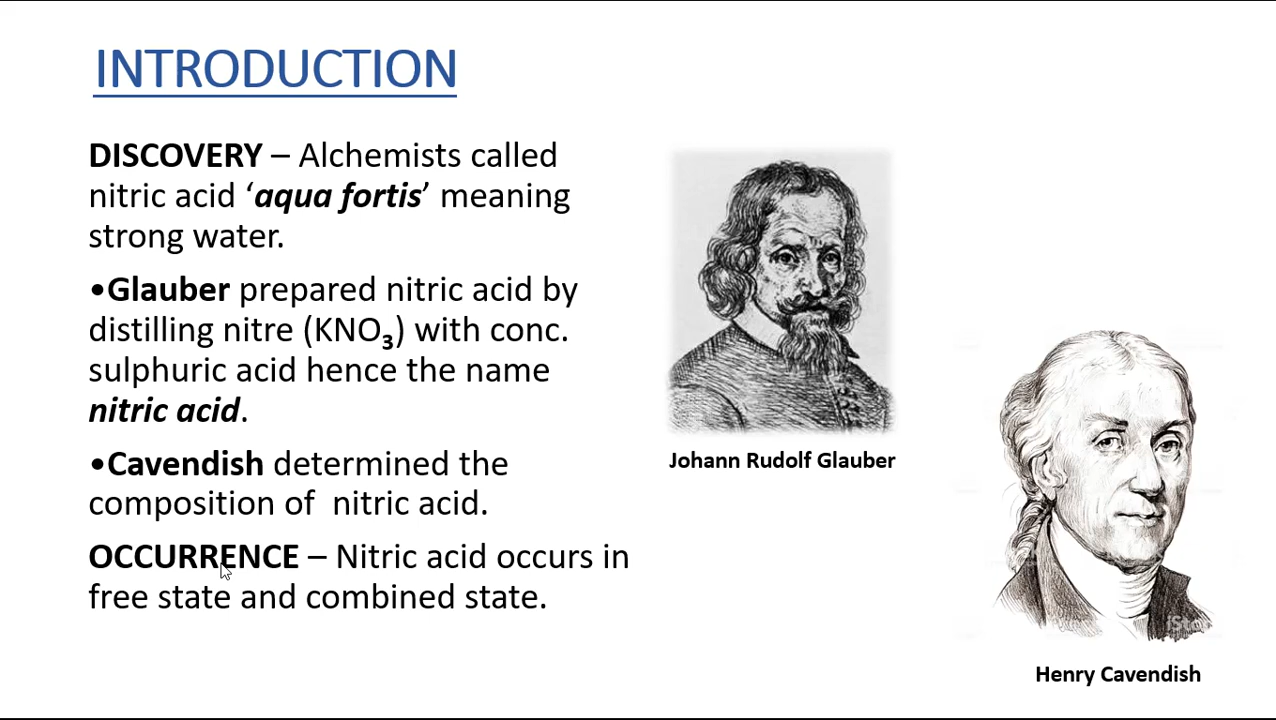 INTRODUCTION
DISCOVERY – Alchemists called
nitric acid ‘aqua fortis’ meaning
strong water.
•Glauber prepared nitric acid by
distilling nitre (KNO₃) with conc.
sulphuric acid hence the name
nitric acid.
•Cavendish determined the
composition of  nitric acid.
OCCURRENCE – Nitric acid occurs in
free state and combined state.
Johann Rudolf Glauber
Henry Cavendish